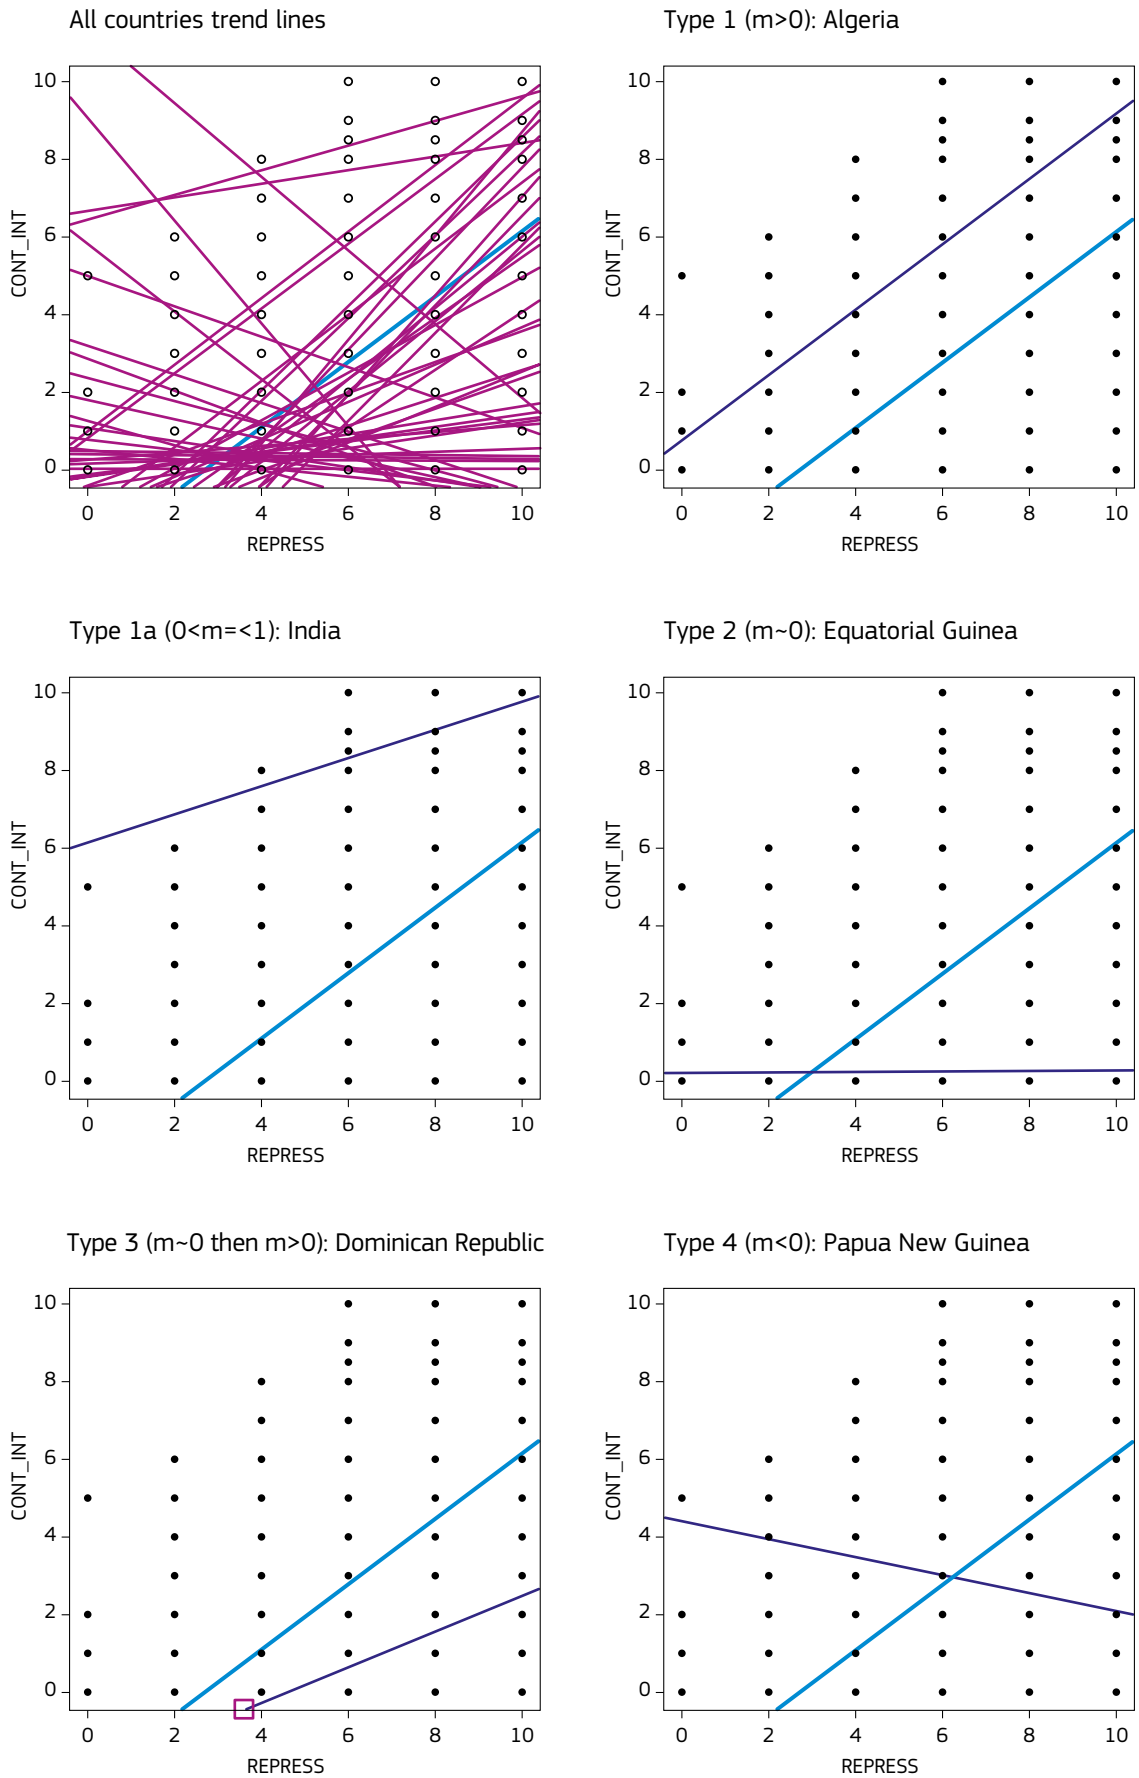 All countries trend lines
CONT_INT
10
8
6
4
2
0
0 2 4 6 8 10
REPRESS
Type 1 (m>0): Algeria
CONT_INT
10
8
6
4
2
0
0 2 4 6 8 10
REPRESS
Type 1a (0<m=<1): India
CONT_INT
10
8
6
4
2
0
0 2 4 6 8 10
REPRESS
Type 2 (m~0): Equatorial Guinea
CONT_INT
10
8
6
4
2
0
0 2 4 6 8 10
REPRESS
Type 3 (m~0 then m>0): Dominican Republic
CONT_INT
10
8
6
4
2
0
0 2 4 6 8 10
REPRESS
Type 4 (m<0): Papua New Guinea
CONT_INT
10
8
6
4
2
0
0 2 4 6 8 10
REPRESS